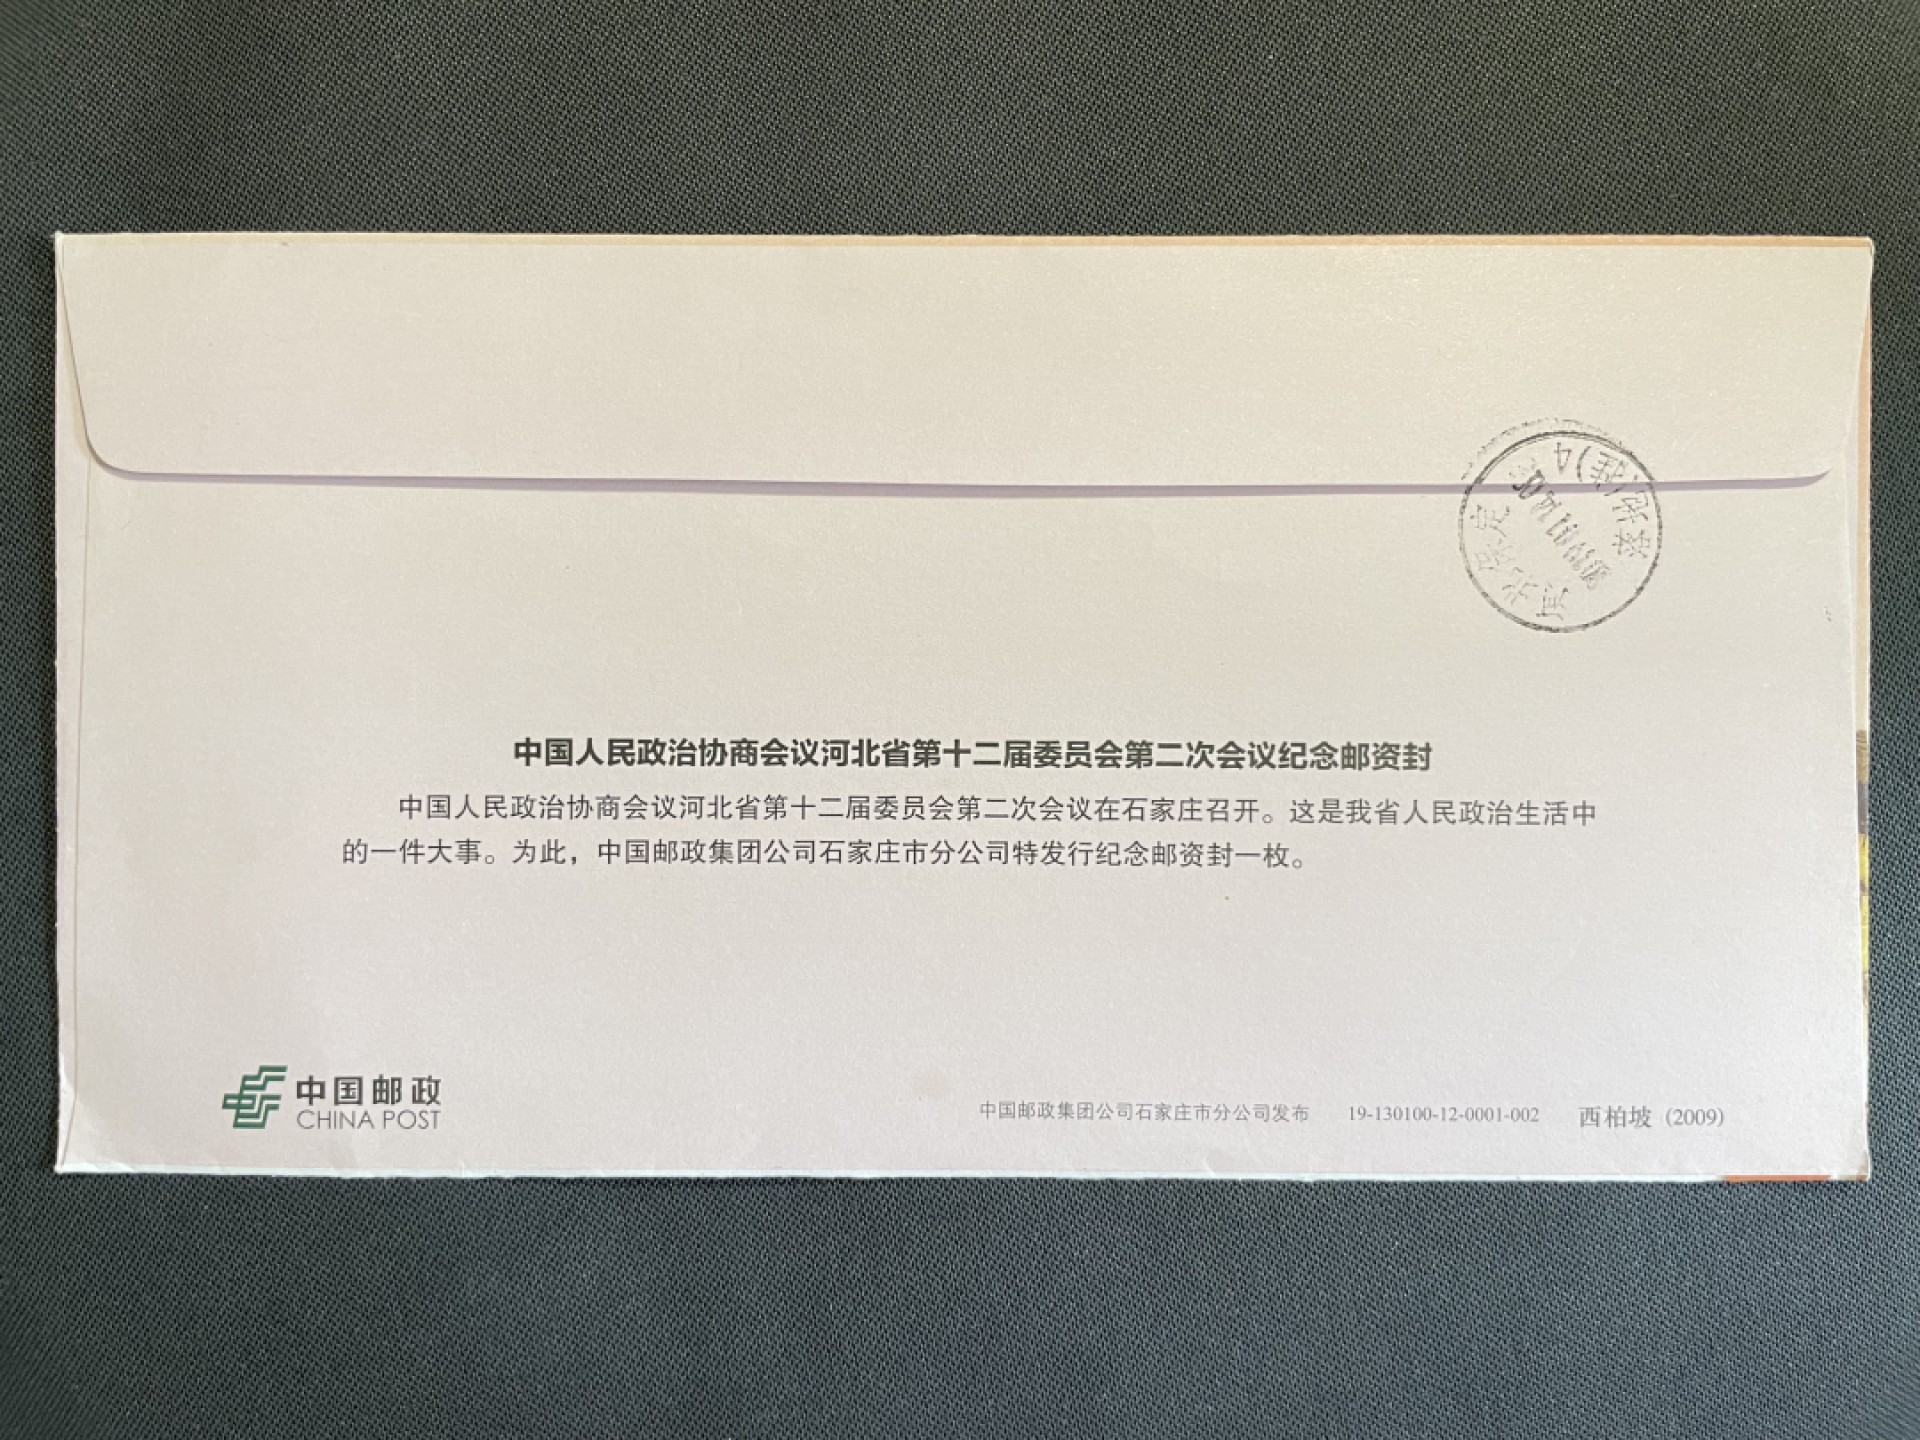 河北保定
中国人民政治协商会议河北省第十二届委员会第二次会议纪念邮资封
中国人民政治协商会议河北省第十二届委员会第二次会议在石家庄召开。这是我省人民政治生活中
的一件大事。为此，中国邮政集团公司石家庄市分公司特发行纪念邮资封一枚。
中国邮政
CHINA POST
中国邮政集团公司石家庄市分公司发布 19-130100-12-0001-002 西柏坡 (2009)